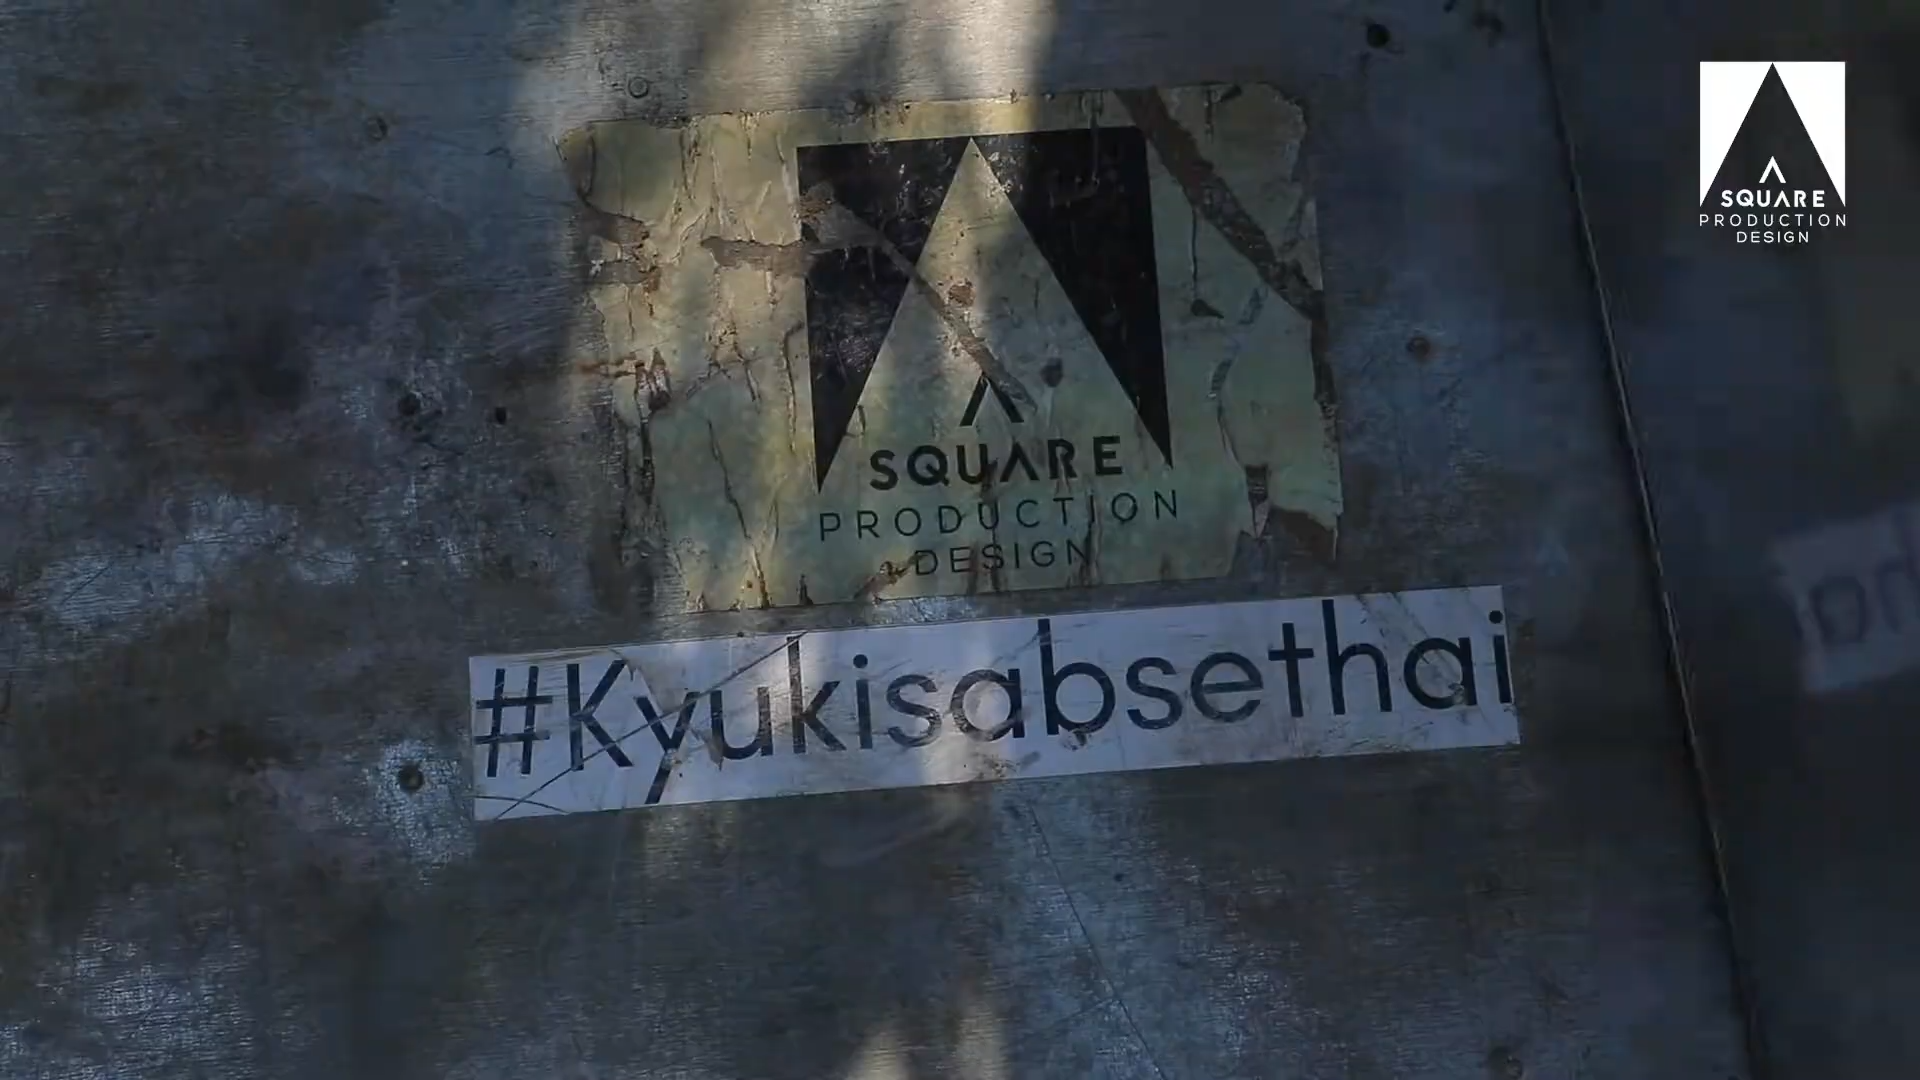 SQUARE
PRODUCTION
DESIGN
#Kyukisabsethai
SQUARE
PRODUCTION
DESIGN